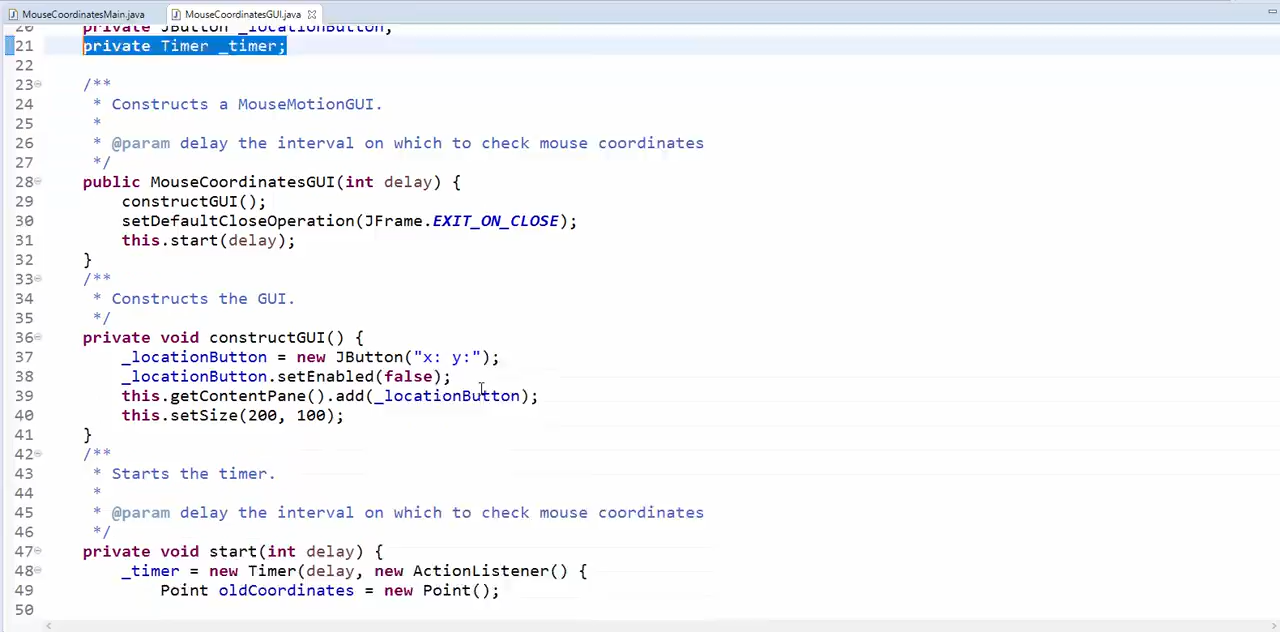 MouseCoordinatesMain.java MouseCoordinatesGUI.java
20 private JButton _locationButton;
21 private Timer _timer;
22
23 /**
24 * Constructs a MouseMotionGUI.
25 *
26 * @param delay the interval on which to check mouse coordinates
27 */
28 public MouseCoordinatesGUI(int delay) {
29 constructGUI();
30 setDefaultCloseOperation(JFrame.EXIT_ON_CLOSE);
31 this.start(delay);
32 }
33 /**
34 * Constructs the GUI.
35 */
36 private void constructGUI() {
37 _locationButton = new JButton("x: y:");
38 _locationButton.setEnabled(false);
39 this.getContentPane().add(_locationButton);
40 this.setSize(200, 100);
41 }
42 /**
43 * Starts the timer.
44 *
45 * @param delay the interval on which to check mouse coordinates
46 */
47 private void start(int delay) {
48 _timer = new Timer(delay, new ActionListener() {
49 Point oldCoordinates = new Point();
50